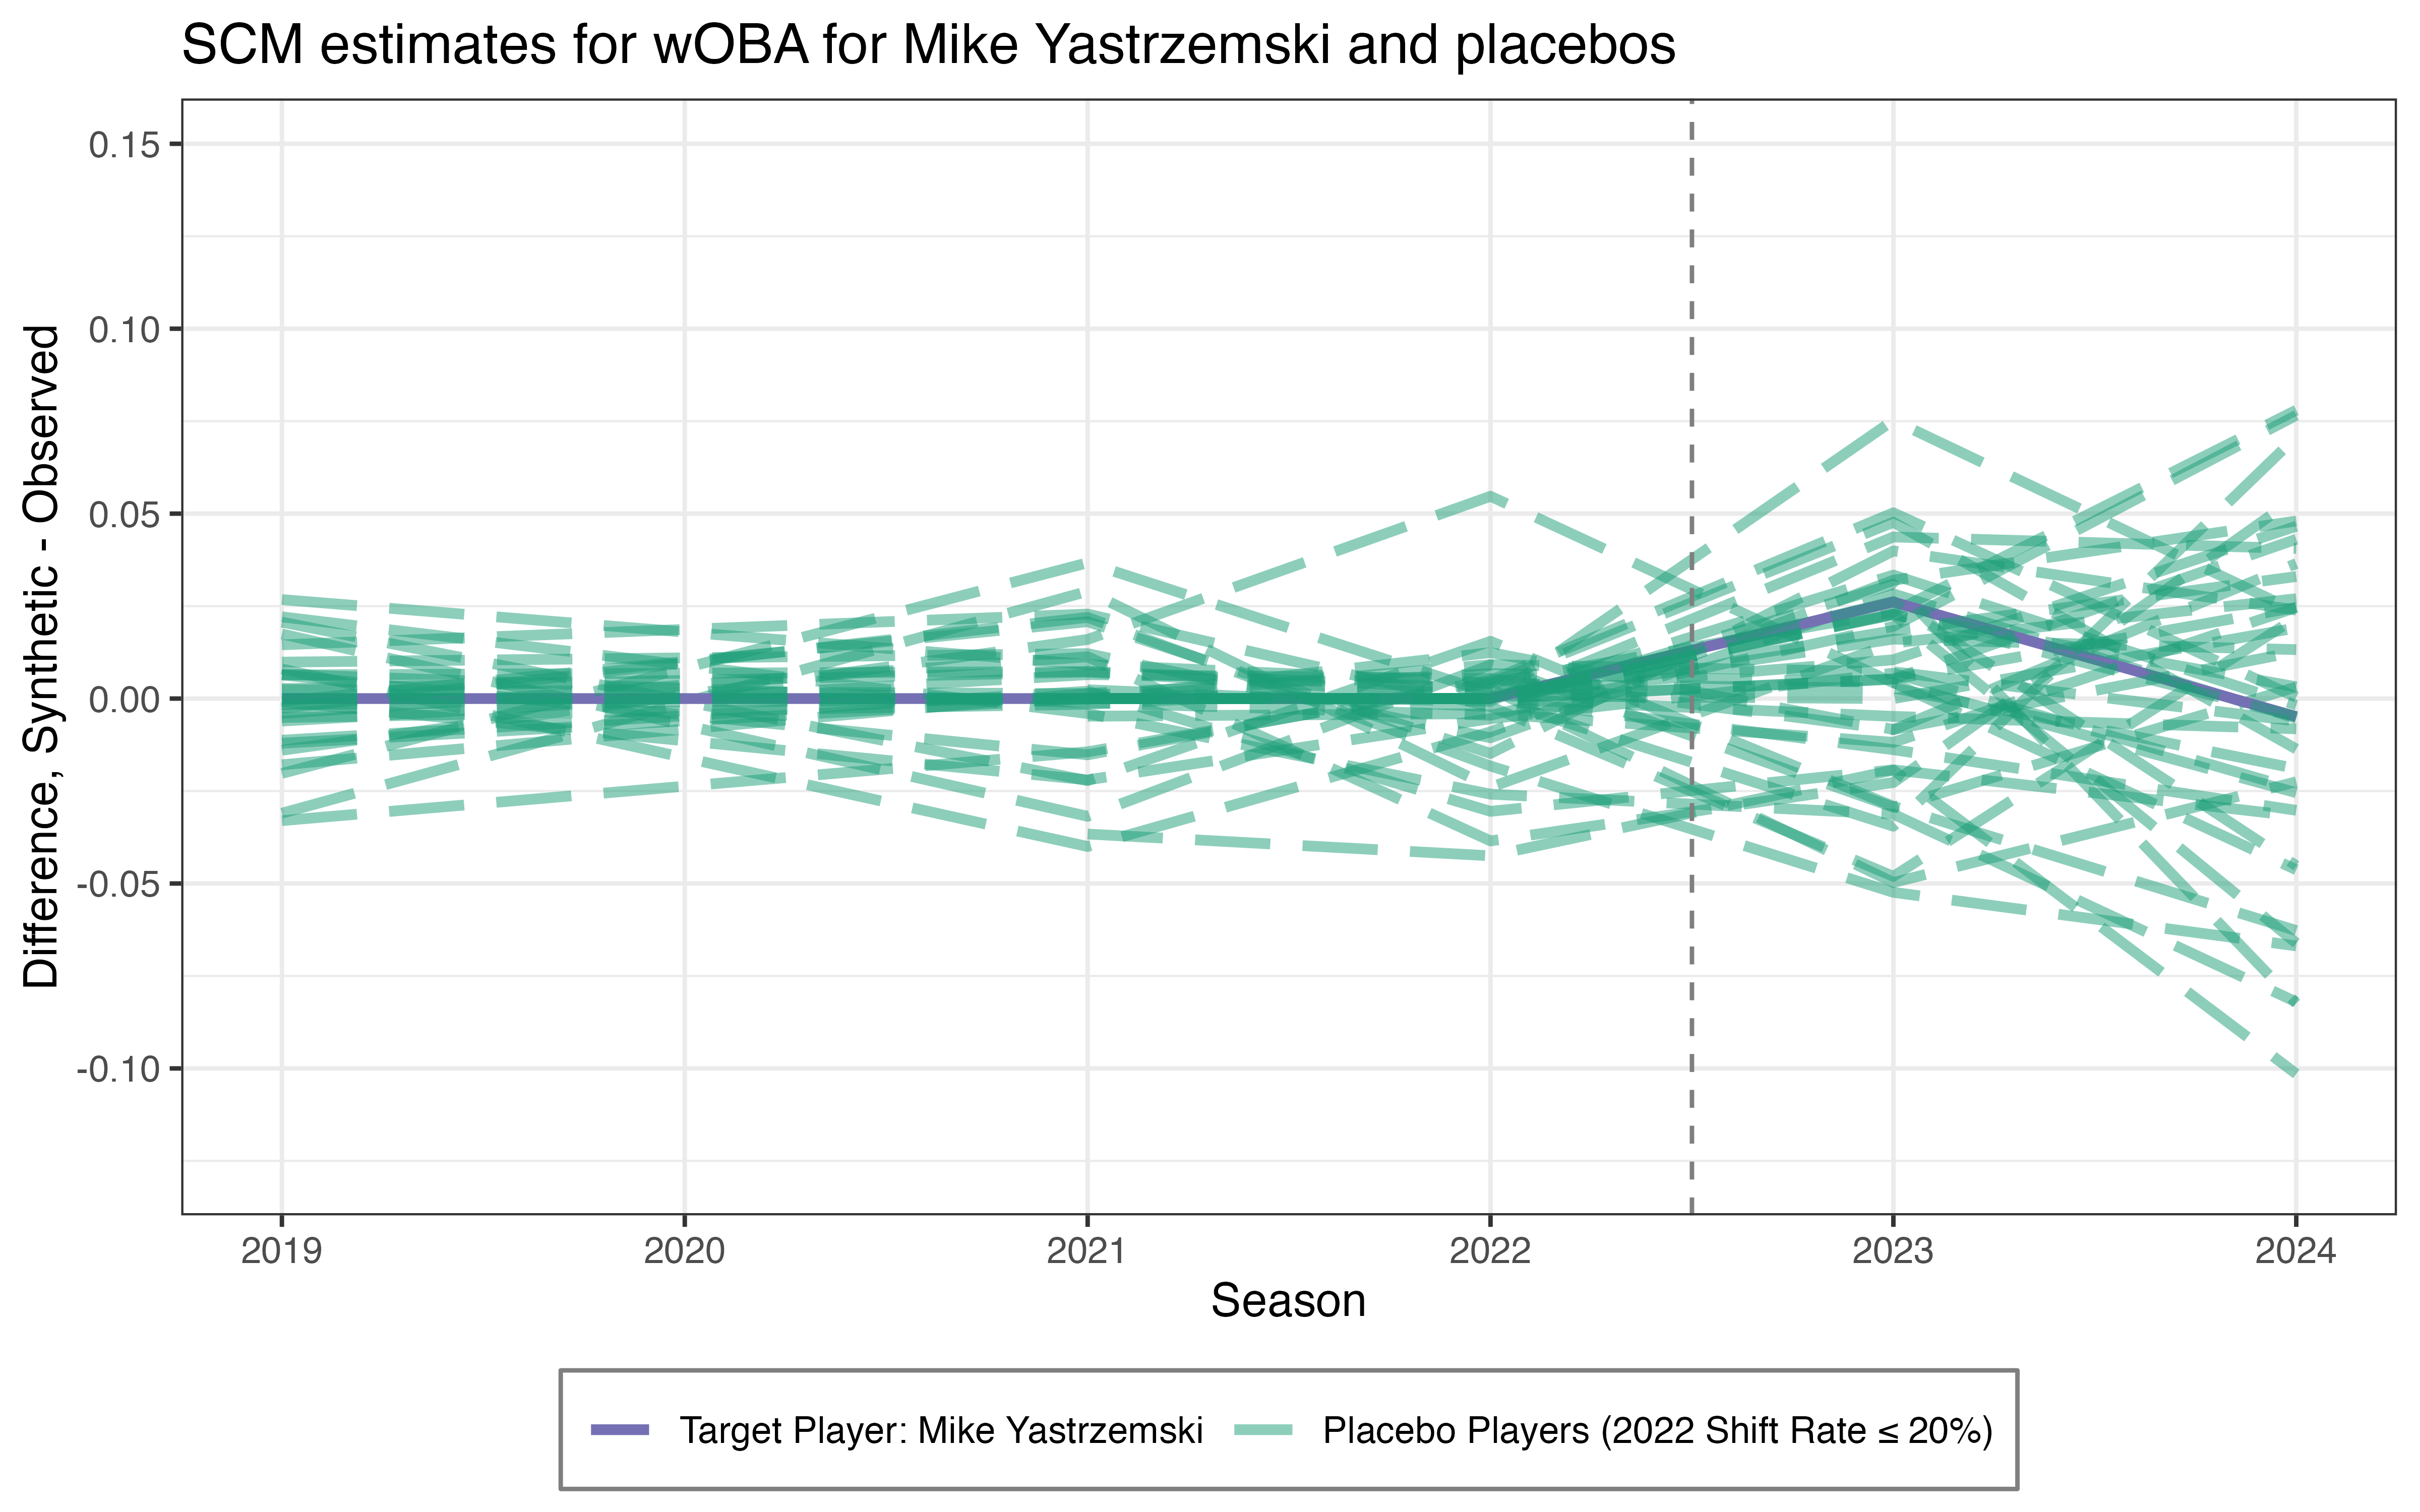 SCM estimates for wOBA for Mike Yastrzemski and placebos
Difference, Synthetic - Observed
0.15
0.10
0.05
0.00
-0.05
-0.10
2019 2020 2021 2022 2023 2024
Season
Target Player: Mike Yastrzemski Placebo Players (2022 Shift Rate ≤ 20%)